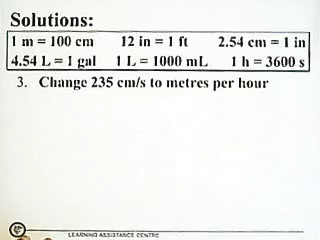 Solutions:
1 m = 100 cm 12 in = 1 ft 2.54 cm = 1 in
4.54 L = 1 gal 1 L = 1000 mL 1 h = 3600 s
3. Change 235 cm/s to metres per hour
LEARNING ASSISTANCE CENTRE